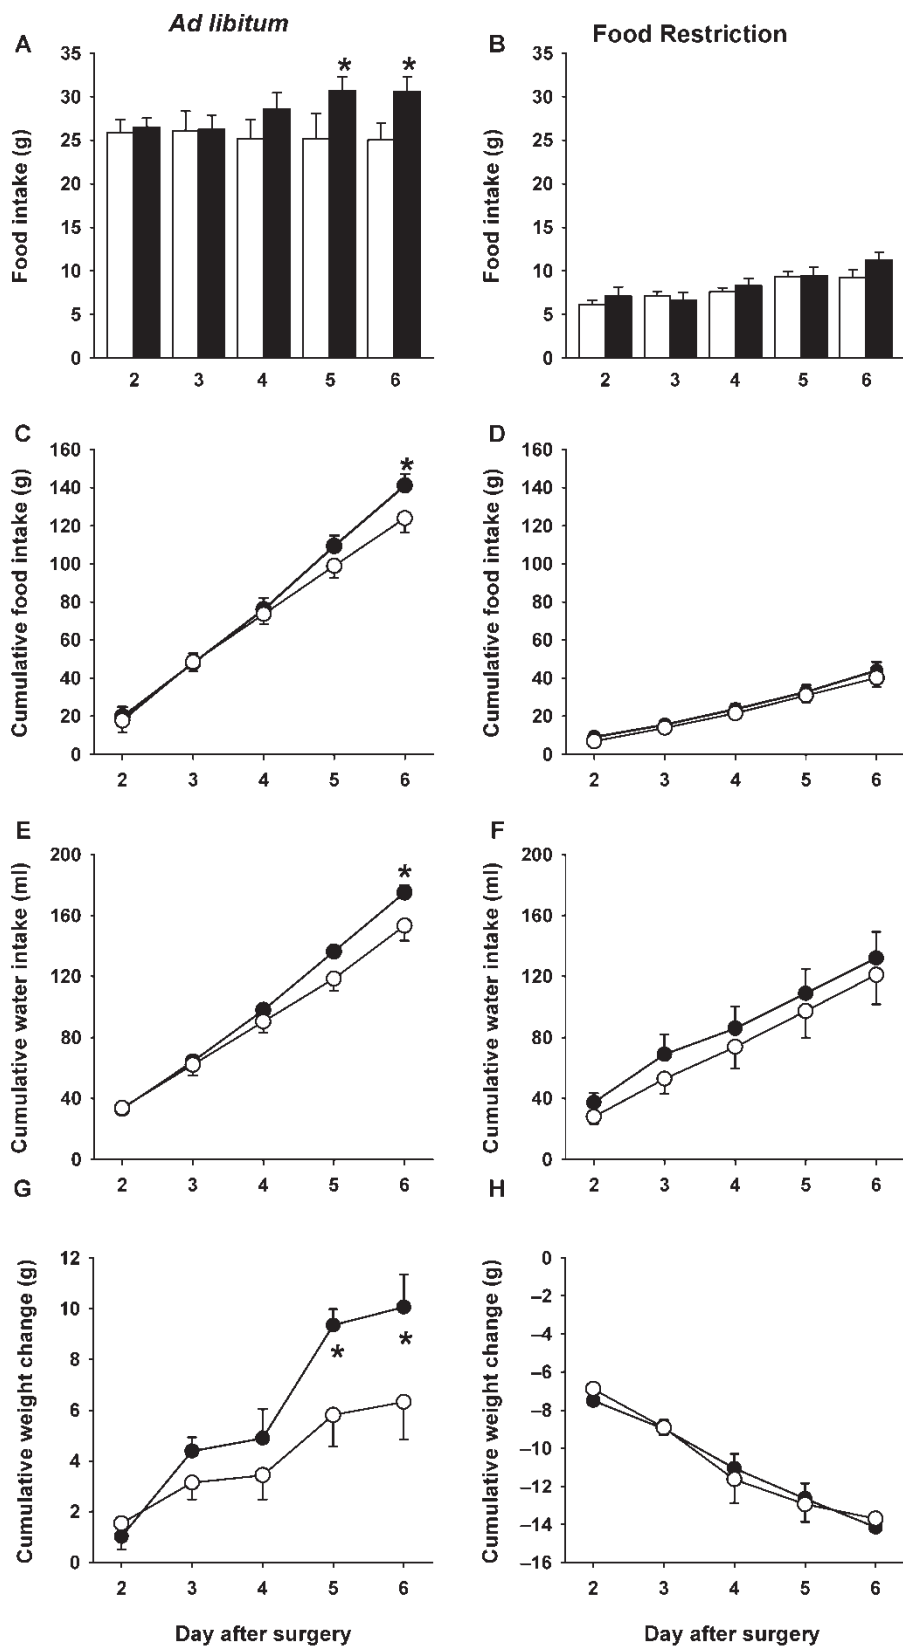 Ad libitum
Food Restriction
A
B
Food intake (g)
35
30
25
20
15
10
5
0
* *
2 3 4 5 6
Food intake (g)
35
30
25
20
15
10
5
0
2 3 4 5 6
C
D
Cumulative food intake (g)
160
140
120
100
80
60
40
20
0
*
2 3 4 5 6
Cumulative food intake (g)
160
140
120
100
80
60
40
20
0
2 3 4 5 6
E
F
Cumulative water intake (ml)
200
160
120
80
40
0
*
2 3 4 5 6
Cumulative water intake (ml)
200
160
120
80
40
0
2 3 4 5 6
G
H
Cumulative weight change (g)
12
10
8
6
4
2
0
* *
2 3 4 5 6
Day after surgery
Cumulative weight change (g)
0
–2
–4
–6
–8
–10
–12
–14
–16
2 3 4 5 6
Day after surgery